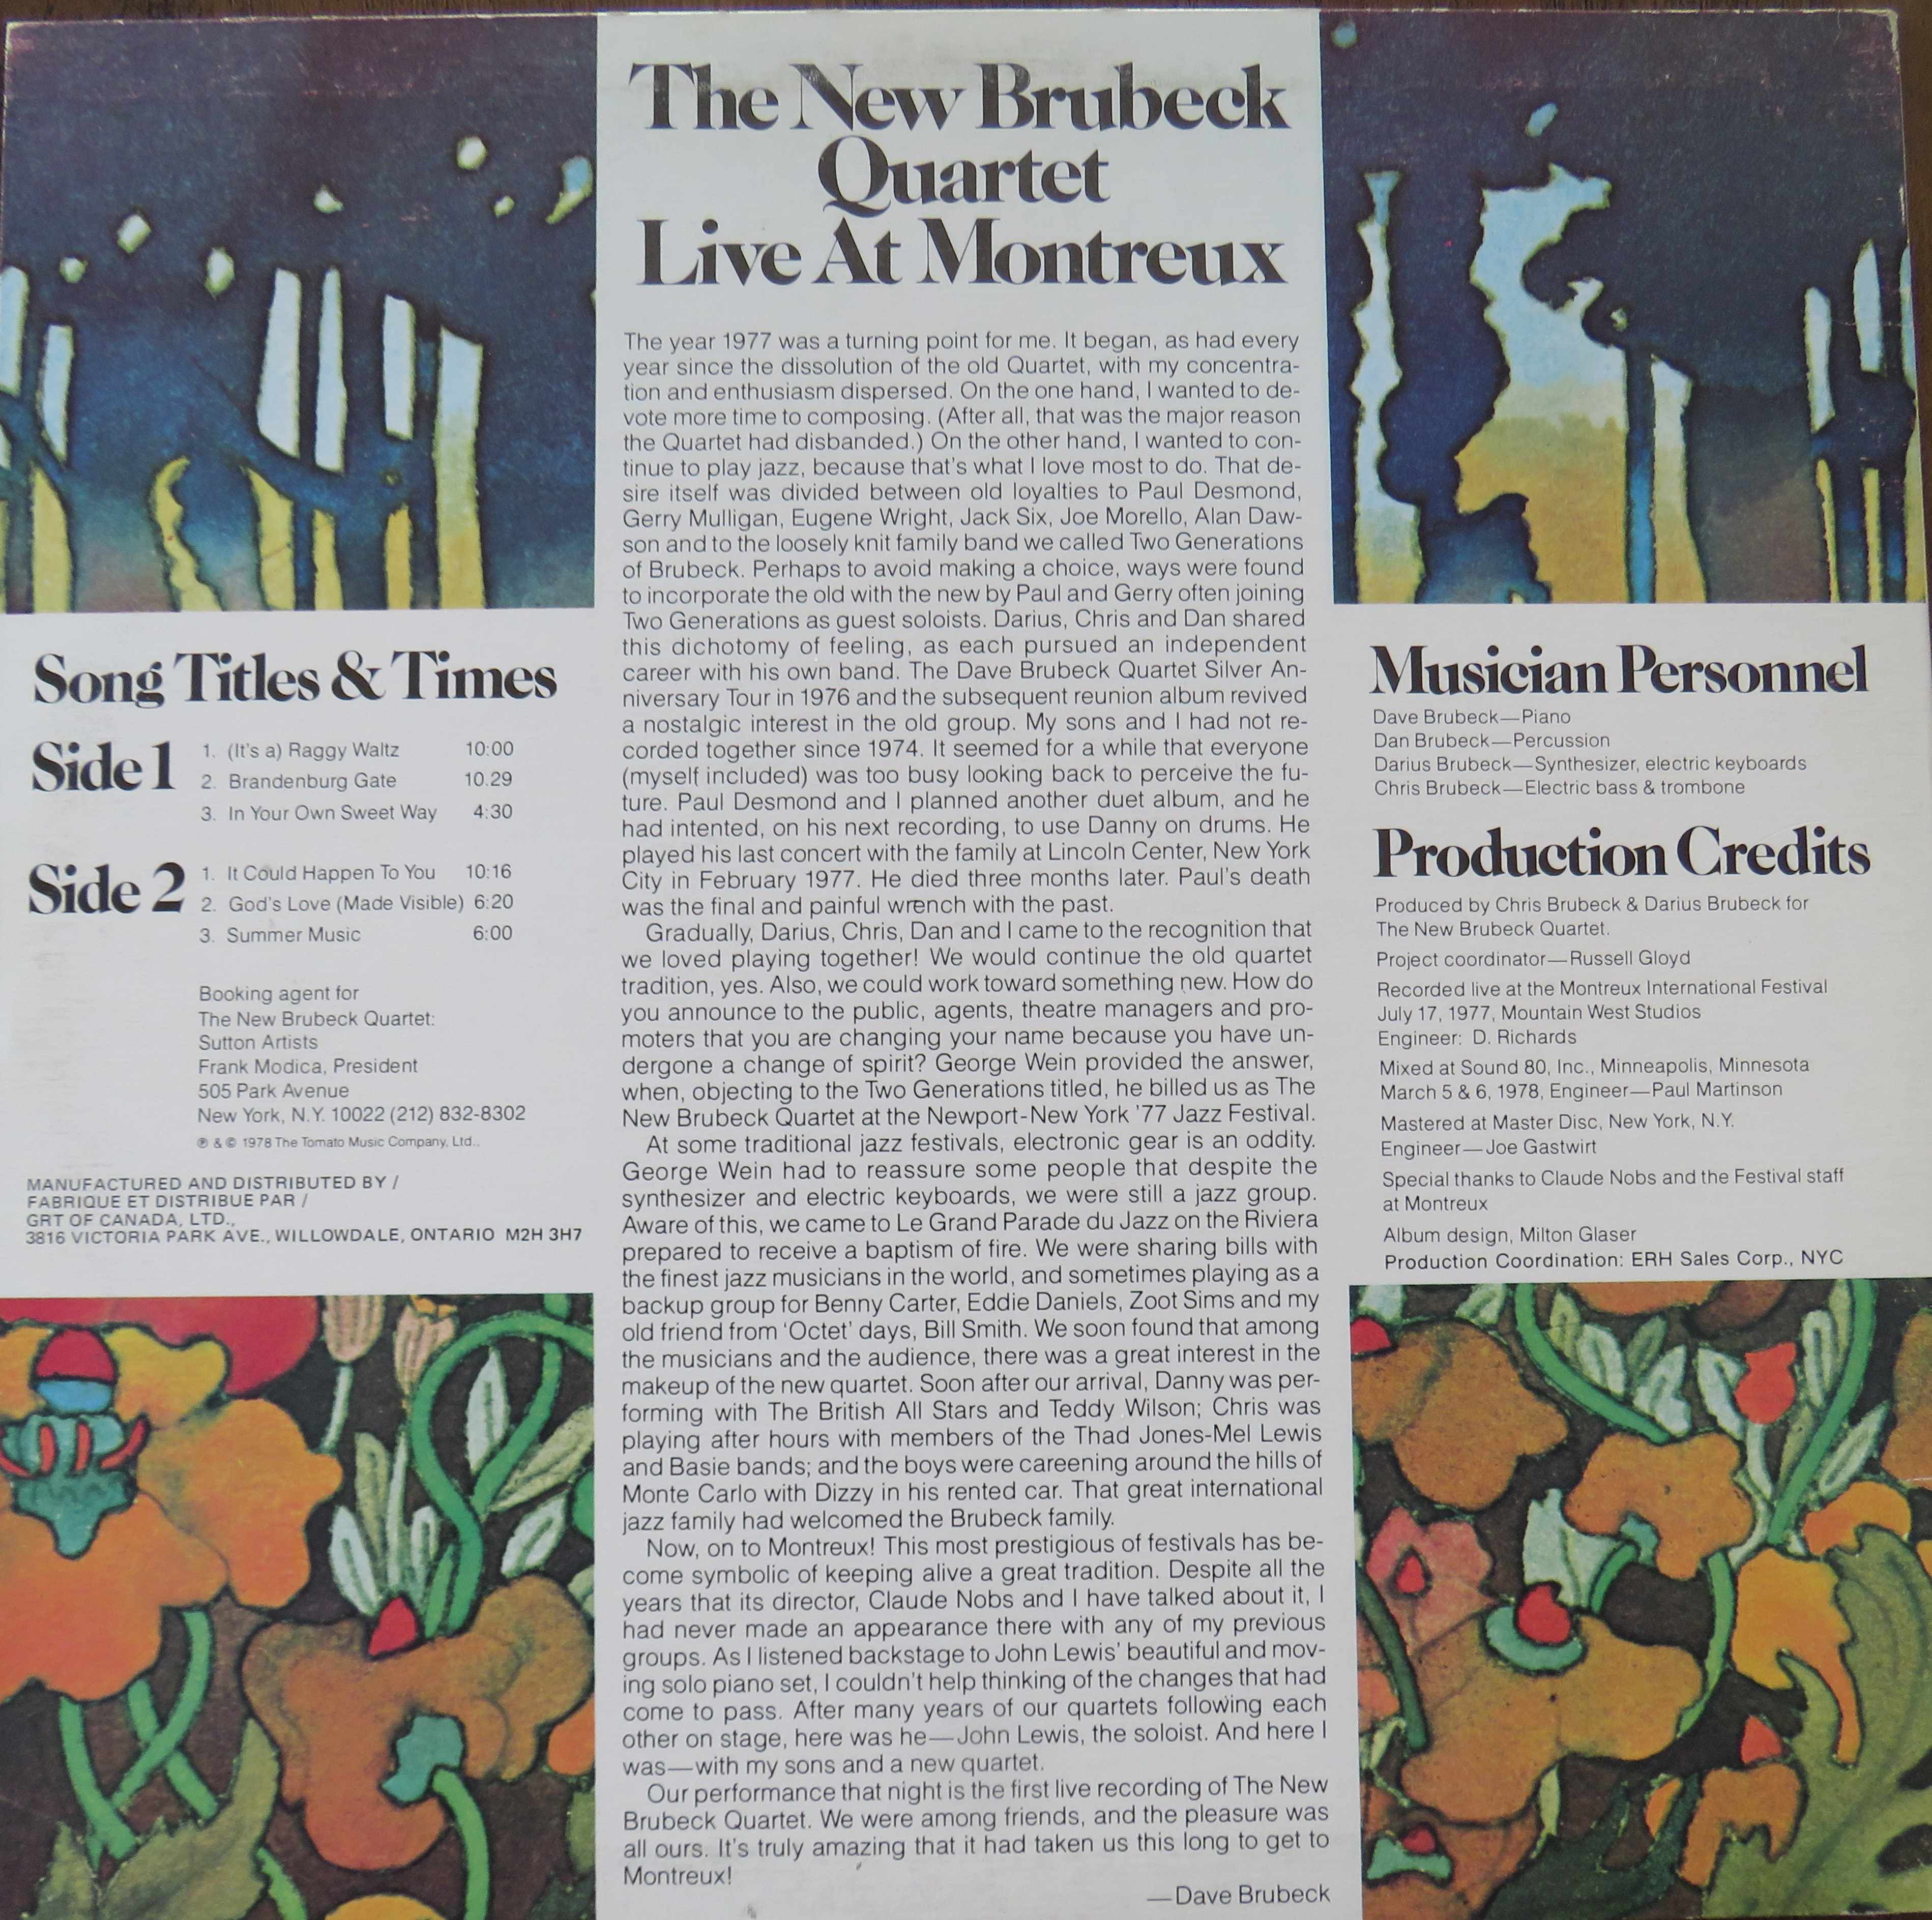 The New Brubeck
Quartet
Live At Montreux
Song Titles & Times
Side 1
1. (It's a) Raggy Waltz 10:00
2. Brandenburg Gate 10.29
3. In Your Own Sweet Way 4:30
Side 2
1. It Could Happen To You 10:16
2. God's Love (Made Visible) 6:20
3. Summer Music 6:00
Booking agent for
The New Brubeck Quartet:
Sutton Artists
Frank Modica, President
505 Park Avenue
New York, N.Y. 10022 (212) 832-8302
℗ & © 1978 The Tomato Music Company, Ltd..
MANUFACTURED AND DISTRIBUTED BY /
FABRIQUE ET DISTRIBUE PAR /
GRT OF CANADA, LTD.,
3816 VICTORIA PARK AVE., WILLOWDALE, ONTARIO M2H 3H7
The year 1977 was a turning point for me. It began, as had every
year since the dissolution of the old Quartet, with my concentra-
tion and enthusiasm dispersed. On the one hand, I wanted to de-
vote more time to composing. (After all, that was the major reason
the Quartet had disbanded.) On the other hand, I wanted to con-
tinue to play jazz, because that's what I love most to do. That de-
sire itself was divided between old loyalties to Paul Desmond,
Gerry Mulligan, Eugene Wright, Jack Six, Joe Morello, Alan Daw-
son and to the loosely knit family band we called Two Generations
of Brubeck. Perhaps to avoid making a choice, ways were found
to incorporate the old with the new by Paul and Gerry often joining
Two Generations as guest soloists. Darius, Chris and Dan shared
this dichotomy of feeling, as each pursued an independent
career with his own band. The Dave Brubeck Quartet Silver An-
niversary Tour in 1976 and the subsequent reunion album revived
a nostalgic interest in the old group. My sons and I had not re-
corded together since 1974. It seemed for a while that everyone
(myself included) was too busy looking back to perceive the fu-
ture. Paul Desmond and I planned another duet album, and he
had intented, on his next recording, to use Danny on drums. He
played his last concert with the family at Lincoln Center, New York
City in February 1977. He died three months later. Paul's death
was the final and painful wrench with the past.
Gradually, Darius, Chris, Dan and I came to the recognition that
we loved playing together! We would continue the old quartet
tradition, yes. Also, we could work toward something new. How do
you announce to the public, agents, theatre managers and pro-
moters that you are changing your name because you have un-
dergone a change of spirit? George Wein provided the answer,
when, objecting to the Two Generations titled, he billed us as The
New Brubeck Quartet at the Newport-New York '77 Jazz Festival.
At some traditional jazz festivals, electronic gear is an oddity.
George Wein had to reassure some people that despite the
synthesizer and electric keyboards, we were still a jazz group.
Aware of this, we came to Le Grand Parade du Jazz on the Riviera
prepared to receive a baptism of fire. We were sharing bills with
the finest jazz musicians in the world, and sometimes playing as a
backup group for Benny Carter, Eddie Daniels, Zoot Sims and my
old friend from 'Octet' days, Bill Smith. We soon found that among
the musicians and the audience, there was a great interest in the
makeup of the new quartet. Soon after our arrival, Danny was per-
forming with The British All Stars and Teddy Wilson; Chris was
playing after hours with members of the Thad Jones-Mel Lewis
and Basie bands; and the boys were careening around the hills of
Monte Carlo with Dizzy in his rented car. That great international
jazz family had welcomed the Brubeck family.
Now, on to Montreux! This most prestigious of festivals has be-
come symbolic of keeping alive a great tradition. Despite all the
years that its director, Claude Nobs and I have talked about it, I
had never made an appearance there with any of my previous
groups. As I listened backstage to John Lewis' beautiful and mov-
ing solo piano set, I couldn't help thinking of the changes that had
come to pass. After many years of our quartets following each
other on stage, here was he—John Lewis, the soloist. And here I
was—with my sons and a new quartet.
Our performance that night is the first live recording of The New
Brubeck Quartet. We were among friends, and the pleasure was
all ours. It's truly amazing that it had taken us this long to get to
Montreux!
—Dave Brubeck
Musician Personnel
Dave Brubeck—Piano
Dan Brubeck—Percussion
Darius Brubeck—Synthesizer, electric keyboards
Chris Brubeck—Electric bass & trombone
Production Credits
Produced by Chris Brubeck & Darius Brubeck for
The New Brubeck Quartet.
Project coordinator—Russell Gloyd
Recorded live at the Montreux International Festival
July 17, 1977, Mountain West Studios
Engineer: D. Richards
Mixed at Sound 80, Inc., Minneapolis, Minnesota
March 5 & 6, 1978, Engineer—Paul Martinson
Mastered at Master Disc, New York, N.Y.
Engineer—Joe Gastwirt
Special thanks to Claude Nobs and the Festival staff
at Montreux
Album design, Milton Glaser
Production Coordination: ERH Sales Corp., NYC